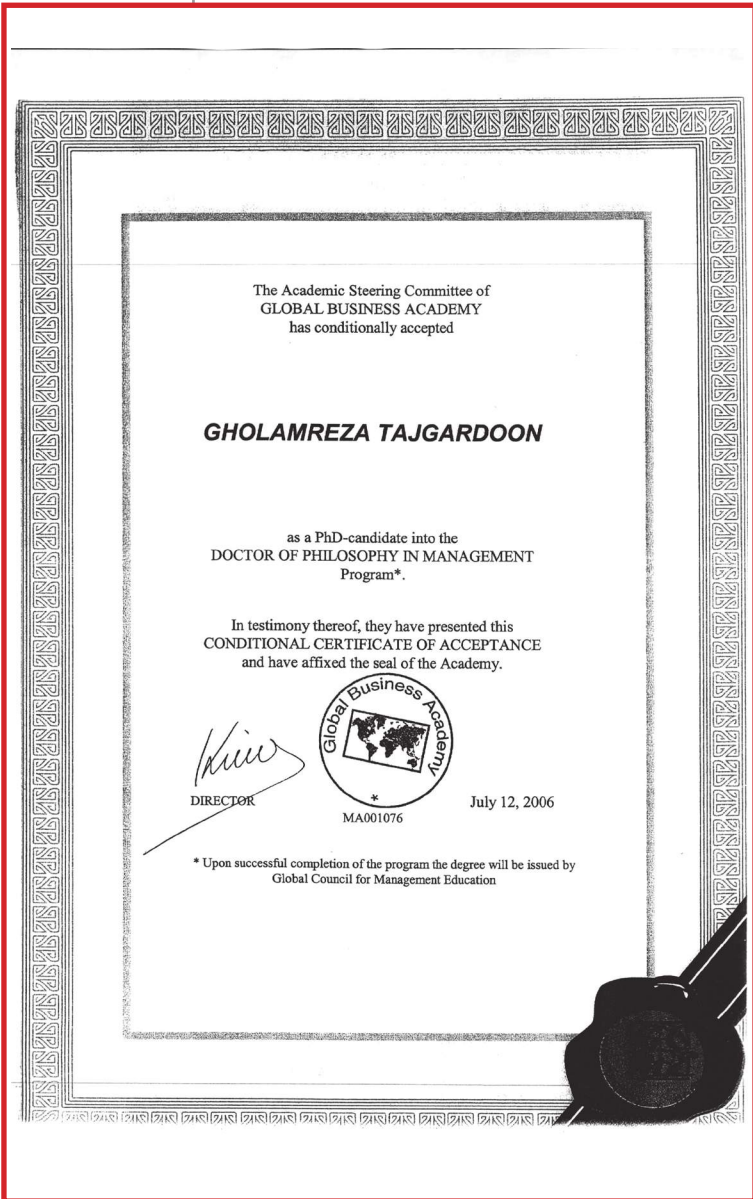 The Academic Steering Committee of
GLOBAL BUSINESS ACADEMY
has conditionally accepted
GHOLAMREZA TAJGARDOON
as a PhD-candidate into the
DOCTOR OF PHILOSOPHY IN MANAGEMENT
Program*.
In testimony thereof, they have presented this
CONDITIONAL CERTIFICATE OF ACCEPTANCE
and have affixed the seal of the Academy.
Global Business Academy
*
DIRECTOR
MA001076
July 12, 2006
* Upon successful completion of the program the degree will be issued by
Global Council for Management Education